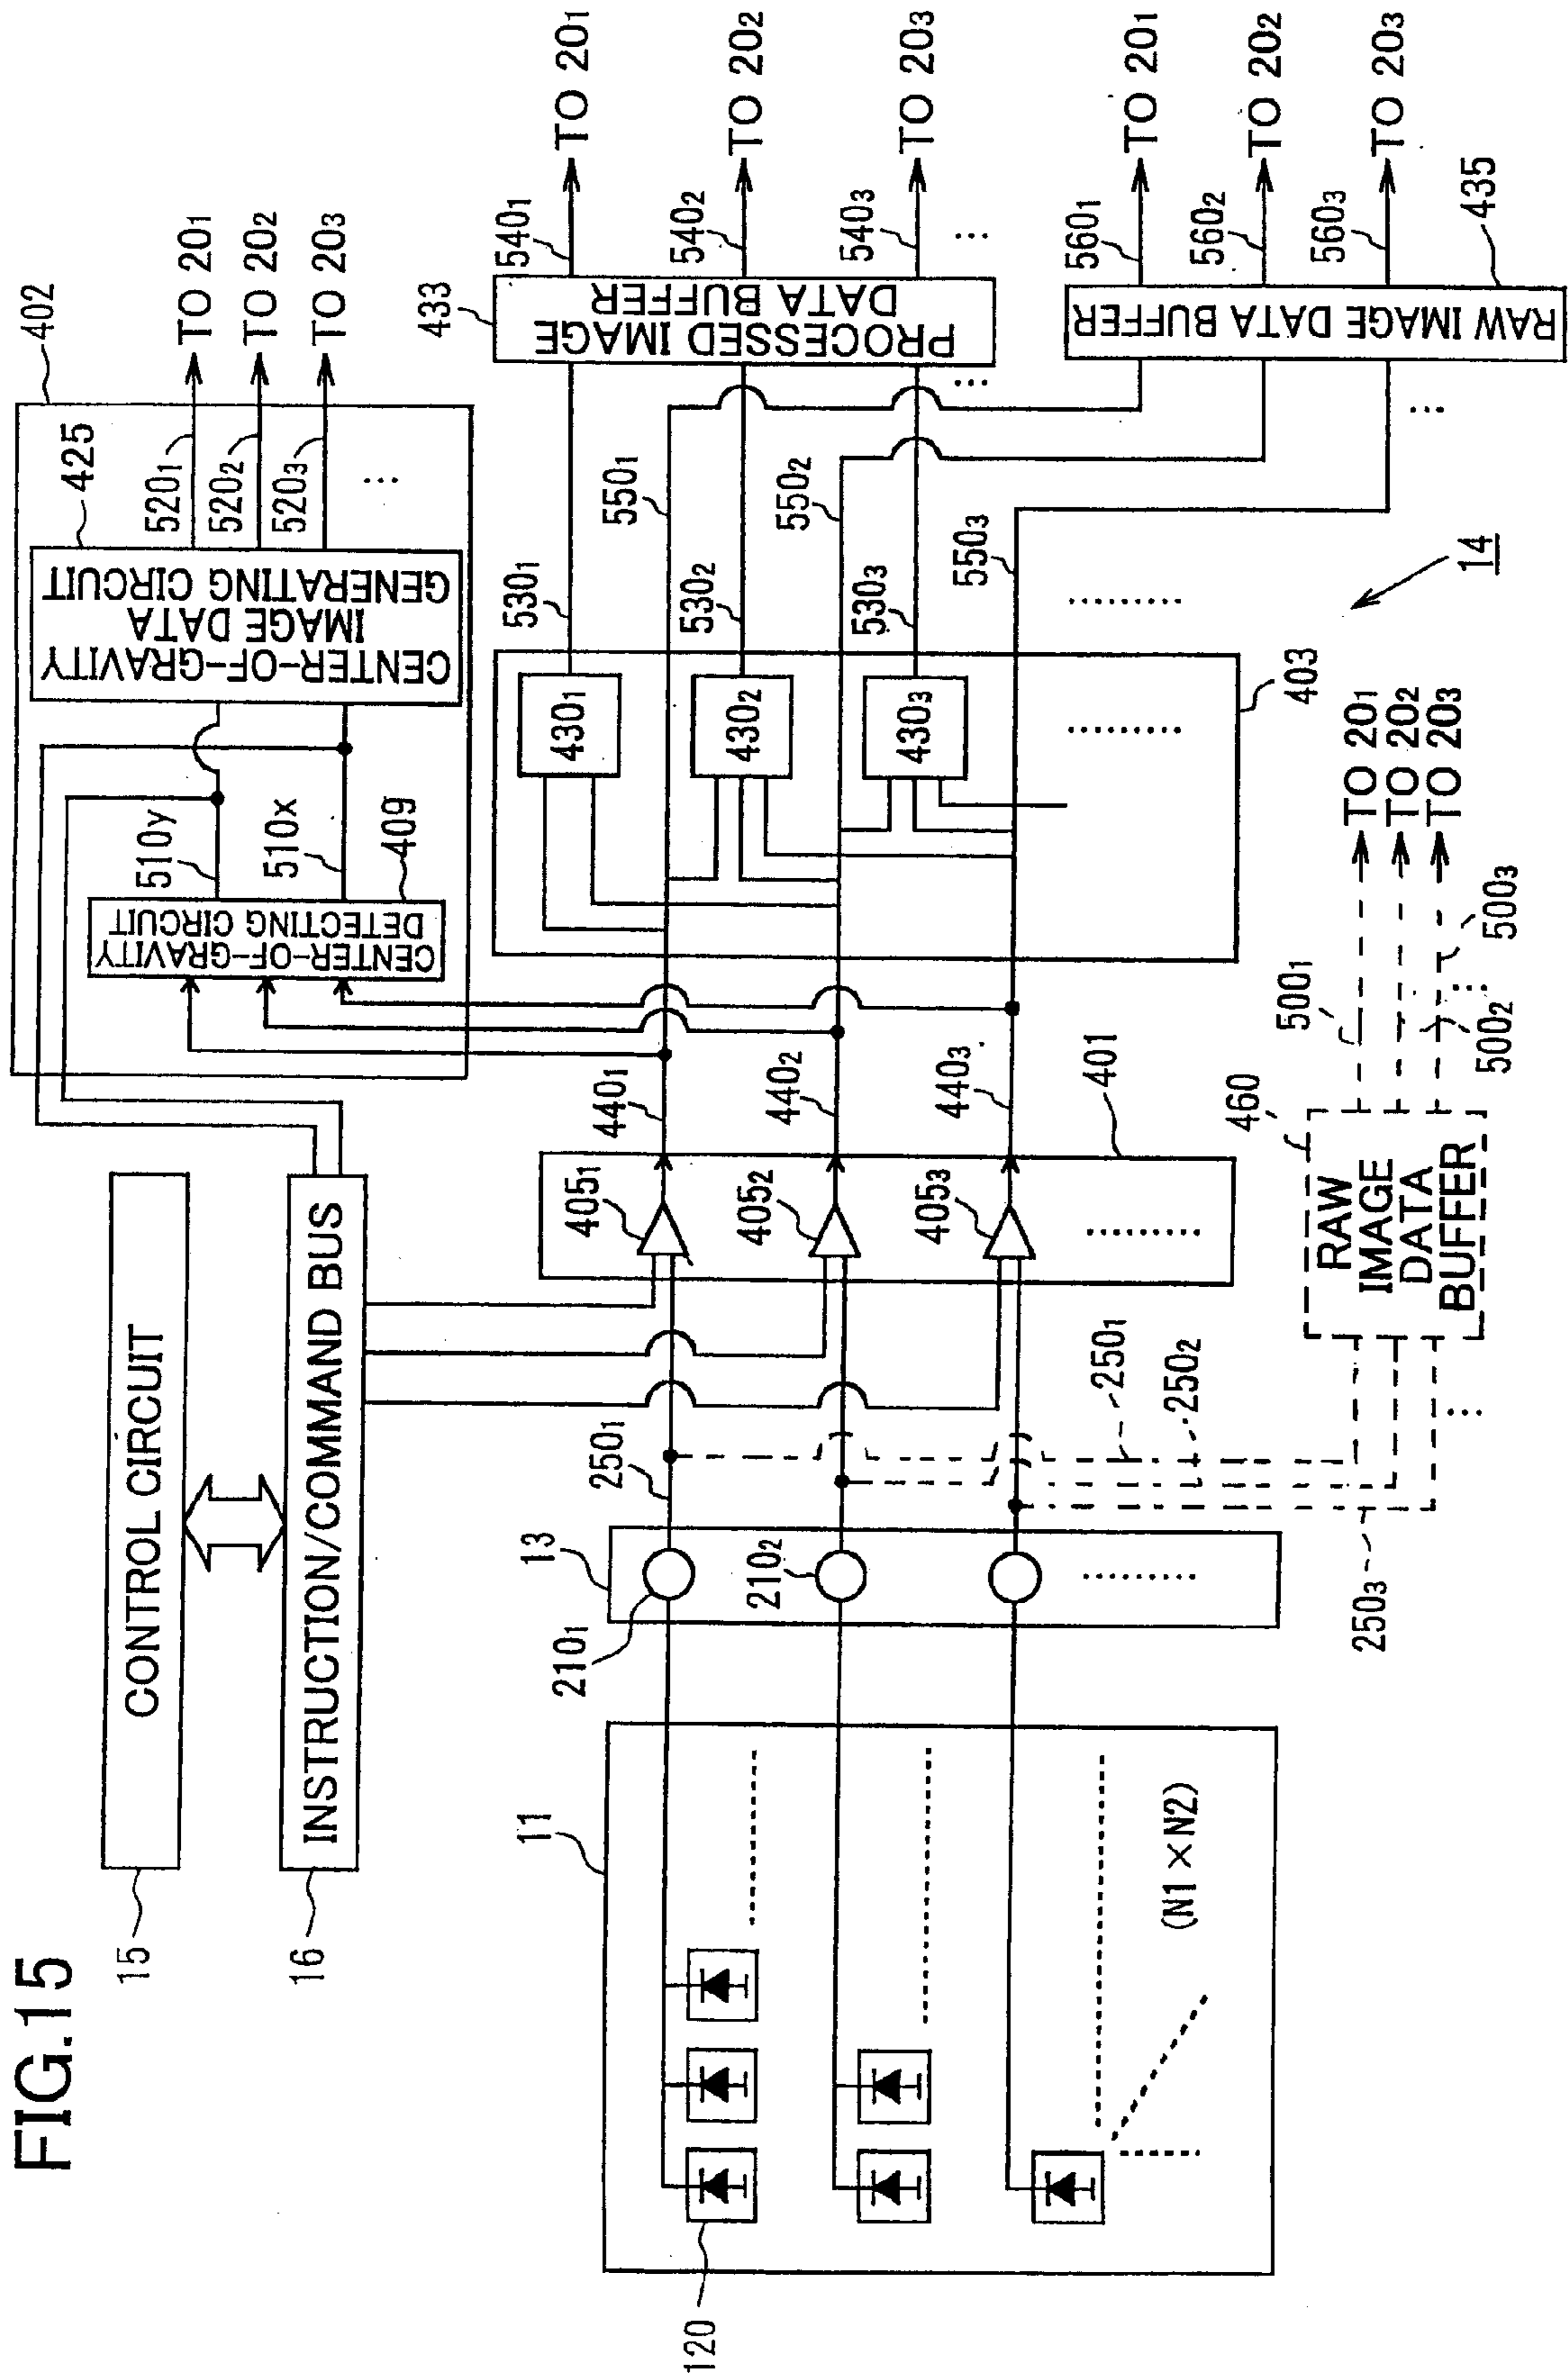 FIG.15
15
CONTROL CIRCUIT
16
INSTRUCTION/COMMAND BUS
402
409
CENTER-OF-GRAVITY
DETECTING CIRCUIT
510y
510x
425
CENTER-OF-GRAVITY
IMAGE DATA
GENERATING CIRCUIT
520₁
520₂
520₃
TO 20₁
TO 20₂
TO 20₃
11
120
(N1×N2)
13
210₁
210₂
250₁
401
405₁
405₂
405₃
440₁
440₂
440₃
403
430₁
430₂
430₃
530₁
530₂
530₃
550₁
550₂
550₃
433
PROCESSED IMAGE
DATA BUFFER
540₁
540₂
540₃
TO 20₁
TO 20₂
TO 20₃
RAW IMAGE DATA BUFFER
435
560₁
560₂
560₃
TO 20₁
TO 20₂
TO 20₃
14
250₁
250₂
250₃
460
RAW
IMAGE
DATA
BUFFER
500₁
500₂
500₃
TO 20₁
TO 20₂
TO 20₃